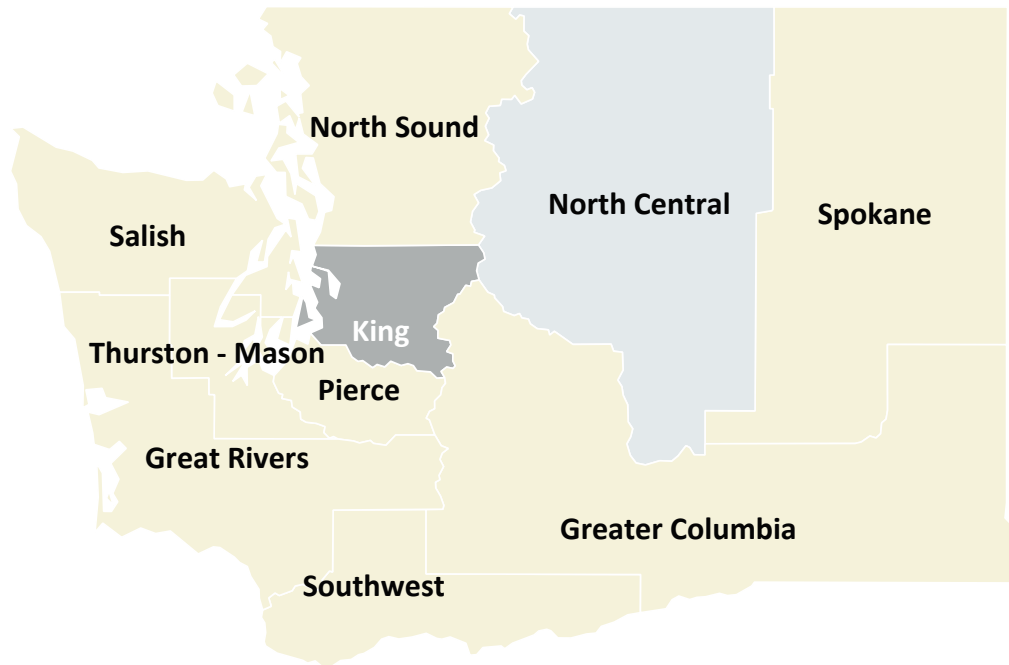 North Sound
North Central
Spokane
Salish
King
Thurston - Mason
Pierce
Great Rivers
Greater Columbia
Southwest